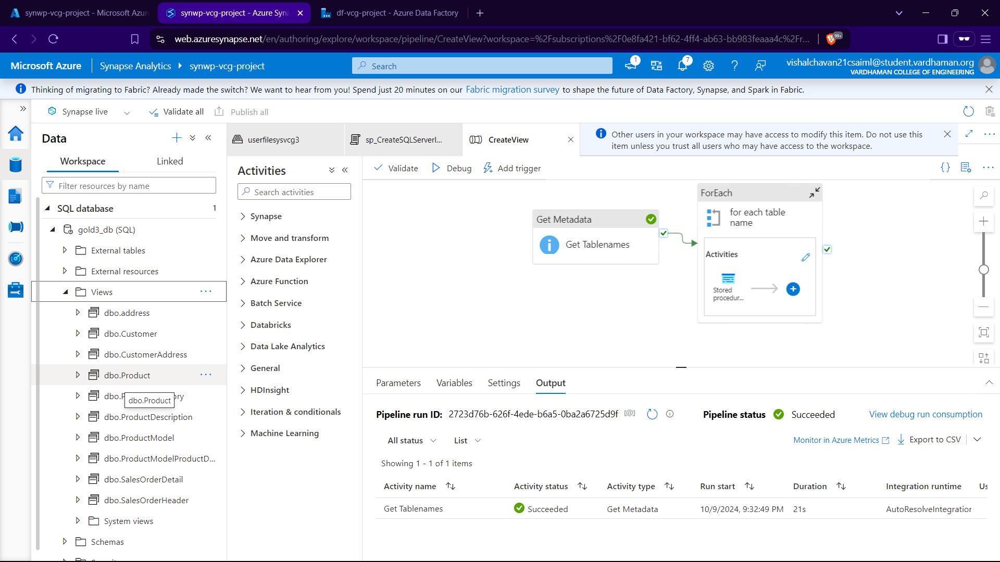 synwp-vcg-project - Microsoft Azur
synwp-vcg-project - Azure Syna
df-vcg-project - Azure Data Factory
web.azuresynapse.net/en/authoring/explore/workspace/pipeline/CreateView?workspace=%2Fsubscriptions%2F0e8fa421-bf62-4ff4-ab63-bb983feaaa4c%2Fr...
99+
Microsoft Azure
Synapse Analytics
synwp-vcg-project
Search
1
7
vishalchavan21csaiml@student.vardhaman.org
VARDHAMAN COLLEGE OF ENGINEERING
Thinking of migrating to Fabric? Already made the switch? We want to hear from you! Spend just 20 minutes on our Fabric migration survey to shape the future of Data Factory, Synapse, and Spark in Fabric.
Synapse live
Validate all
Publish all
Data
Workspace
Linked
Filter resources by name
SQL database
1
gold3_db (SQL)
External tables
External resources
Views
dbo.address
dbo.Customer
dbo.CustomerAddress
dbo.Product
dbo.P
ory
dbo.Product
dbo.ProductDescription
dbo.ProductModel
dbo.ProductModelProductD...
dbo.SalesOrderDetail
dbo.SalesOrderHeader
System views
Schemas
userfilesysvcg3
sp_CreateSQLServerl...
CreateView
Other users in your workspace may have access to modify this item. Do not use this
item unless you trust all users who may have access to the workspace.
Activities
Search activities
Synapse
Move and transform
Azure Data Explorer
Azure Function
Batch Service
Databricks
Data Lake Analytics
General
HDInsight
Iteration & conditionals
Machine Learning
Validate
Debug
Add trigger
Get Metadata
Get Tablenames
ForEach
for each table
name
Activities
Stored
procedur...
Parameters
Variables
Settings
Output
Pipeline run ID: 2723d76b-626f-4ede-b6a5-0ba2a6725d9f
Pipeline status
Succeeded
View debug run consumption
All status
List
Monitor in Azure Metrics
Export to CSV
Showing 1 - 1 of 1 items
Activity name
Activity status
Activity type
Run start
Duration
Integration runtime
Us
Get Tablenames
Succeeded
Get Metadata
10/9/2024, 9:32:49 PM
21s
AutoResolveIntegration